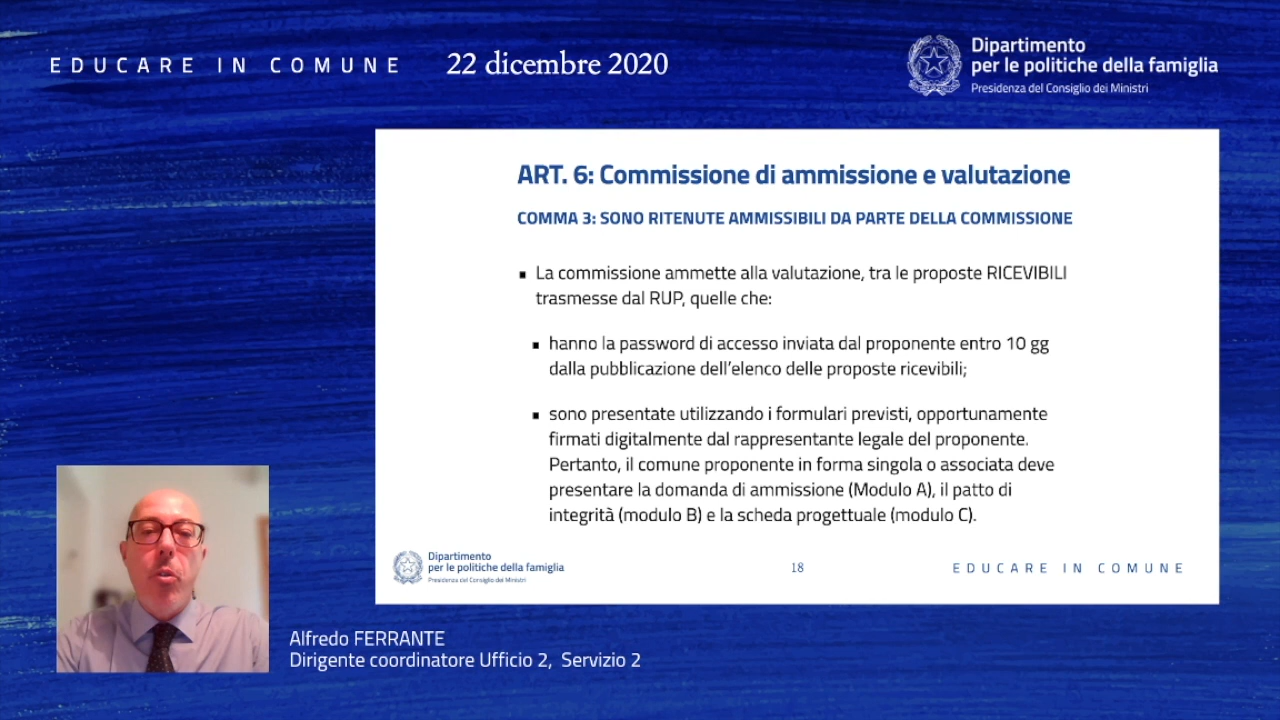 EDUCARE IN COMUNE
22 dicembre 2020
Dipartimento
per le politiche della famiglia
Presidenza del Consiglio dei Ministri
ART. 6: Commissione di ammissione e valutazione
COMMA 3: SONO RITENUTE AMMISSIBILI DA PARTE DELLA COMMISSIONE
▪ La commissione ammette alla valutazione, tra le proposte RICEVIBILI
trasmesse dal RUP, quelle che:
▪ hanno la password di accesso inviata dal proponente entro 10 gg
dalla pubblicazione dell'elenco delle proposte ricevibili;
▪ sono presentate utilizzando i formulari previsti, opportunamente
firmati digitalmente dal rappresentante legale del proponente.
Pertanto, il comune proponente in forma singola o associata deve
presentare la domanda di ammissione (Modulo A), il patto di
integrità (modulo B) e la scheda progettuale (modulo C).
Dipartimento
per le politiche della famiglia
Presidenza del Consiglio dei Ministri
18
EDUCARE IN COMUNE
Alfredo FERRANTE
Dirigente coordinatore Ufficio 2, Servizio 2